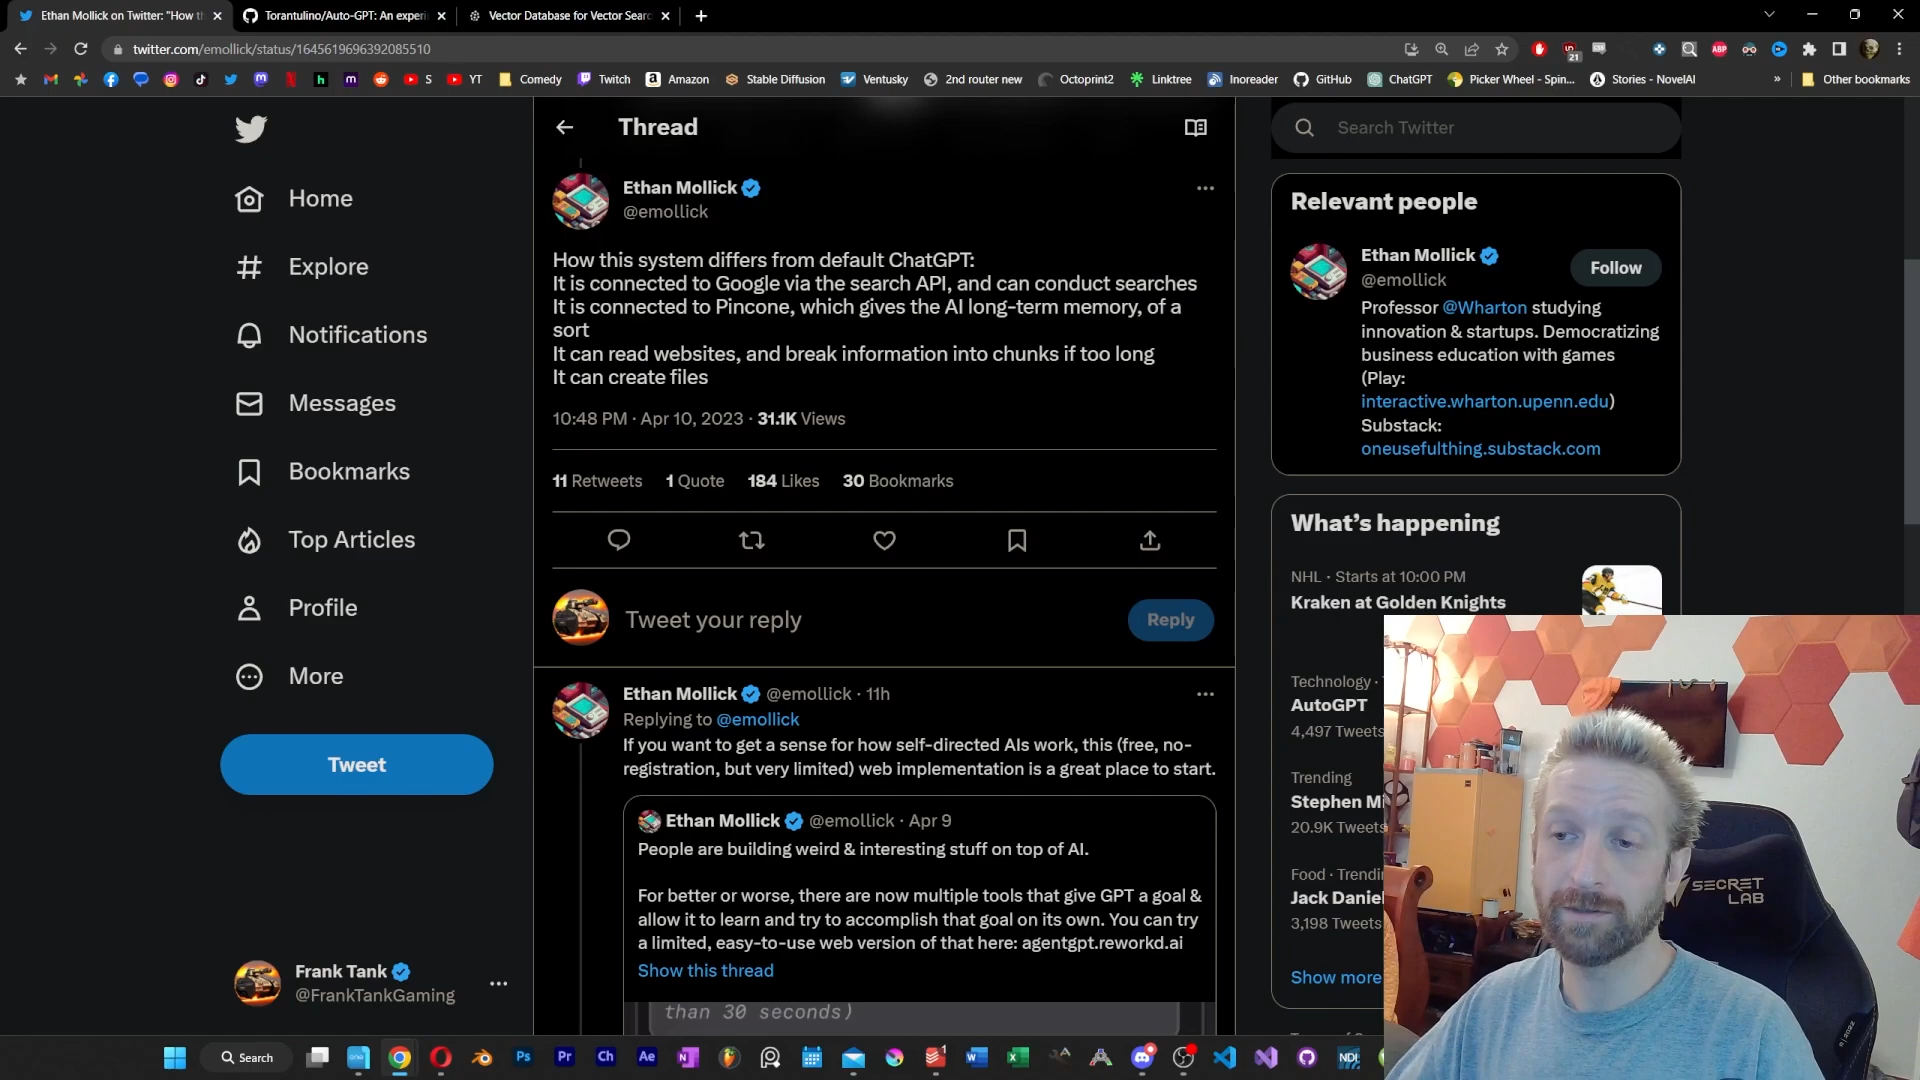 Ethan Mollick on Twitter: "How th
Torantulino/Auto-GPT: An experi
Vector Database for Vector Searc
twitter.com/emollick/status/1645619696392085510
21
ABP
S
YT
Comedy
Twitch
Amazon
Stable Diffusion
Ventusky
2nd router new
Octoprint2
Linktree
Inoreader
GitHub
ChatGPT
Picker Wheel - Spin...
Stories - NovelAI
»
Other bookmarks
Home
Explore
Notifications
Messages
Bookmarks
Top Articles
Profile
More
Tweet
Frank Tank
@FrankTankGaming
Thread
Ethan Mollick
@emollick
How this system differs from default ChatGPT:
It is connected to Google via the search API, and can conduct searches
It is connected to Pincone, which gives the AI long-term memory, of a
sort
It can read websites, and break information into chunks if too long
It can create files
10:48 PM · Apr 10, 2023 · 31.1K Views
11 Retweets 1 Quote 184 Likes 30 Bookmarks
Tweet your reply
Reply
Ethan Mollick @emollick · 11h
Replying to @emollick
If you want to get a sense for how self-directed AIs work, this (free, no-
registration, but very limited) web implementation is a great place to start.
Ethan Mollick @emollick · Apr 9
People are building weird & interesting stuff on top of AI.
For better or worse, there are now multiple tools that give GPT a goal &
allow it to learn and try to accomplish that goal on its own. You can try
a limited, easy-to-use web version of that here: agentgpt.reworkd.ai
Show this thread
than 30 seconds)
Search Twitter
Relevant people
Ethan Mollick
@emollick
Follow
Professor @Wharton studying
innovation & startups. Democratizing
business education with games
(Play:
interactive.wharton.upenn.edu)
Substack:
oneusefulthing.substack.com
What's happening
NHL · Starts at 10:00 PM
Kraken at Golden Knights
Technology ·
AutoGPT
4,497 Tweets
Trending
Stephen Mi
20.9K Tweets
Food · Trendi
Jack Daniel
3,198 Tweets
Show more
SECRET
LAB
Search
Ps
Pr
Ch
Ae
NDI